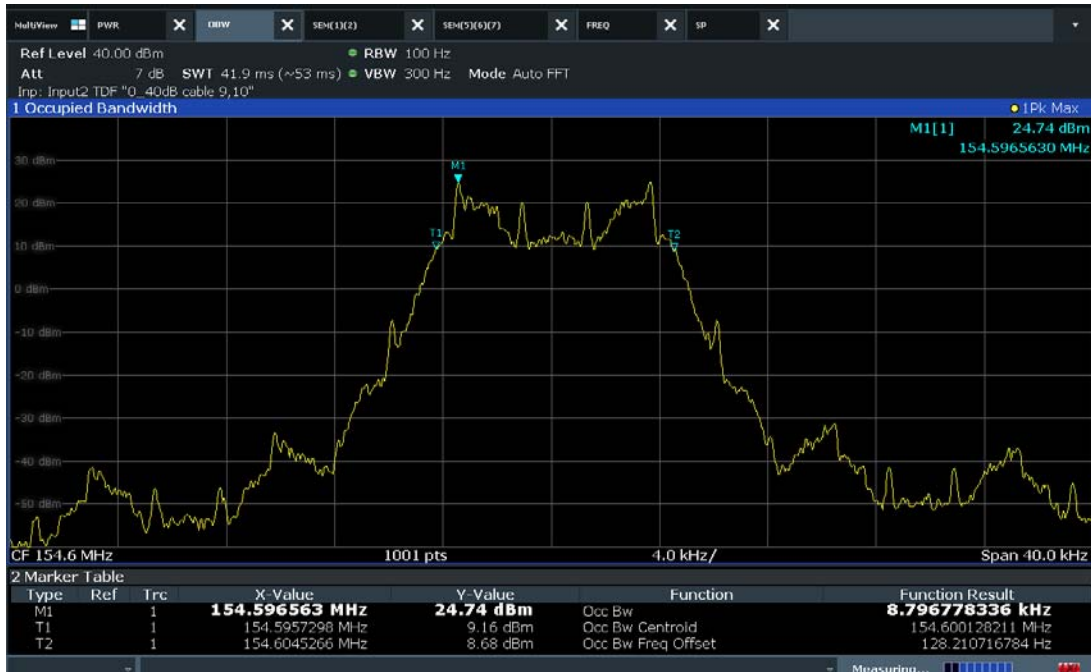 MultiView PWR X OBW X SEM(1)(2) X SEM(5)(6)(7) X FREQ X SP X
Ref Level 40.00 dBm RBW 100 Hz
Att 7 dB SWT 41.9 ms (~53 ms) VBW 300 Hz Mode Auto FFT
Inp: Input2 TDF "0_40dB cable 9,10"
1 Occupied Bandwidth 1Pk Max
M1[1] 24.74 dBm
154.5965630 MHz
30 dBm
M1
20 dBm
T1 T2
10 dBm
0 dBm
-10 dBm
-20 dBm
-30 dBm
-40 dBm
-50 dBm
CF 154.6 MHz 1001 pts 4.0 kHz/ Span 40.0 kHz
2 Marker Table
Type Ref Trc X-Value Y-Value Function Function Result
M1 1 154.596563 MHz 24.74 dBm Occ Bw 8.796778336 kHz
T1 1 154.5957298 MHz 9.16 dBm Occ Bw Centroid 154.600128211 MHz
T2 1 154.6045266 MHz 8.68 dBm Occ Bw Freq Offset 128.210716784 Hz
Measuring...